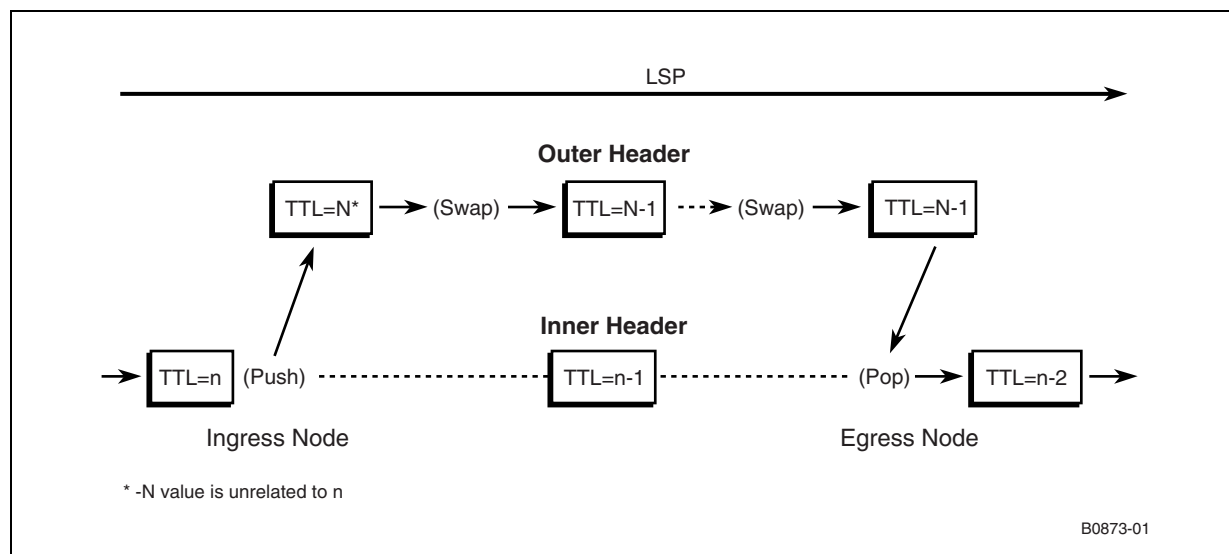 LSP
Outer Header
TTL=N* (Swap) TTL=N-1 (Swap) TTL=N-1
Inner Header
TTL=n (Push) TTL=n-1 (Pop) TTL=n-2
Ingress Node Egress Node
* -N value is unrelated to n
B0873-01